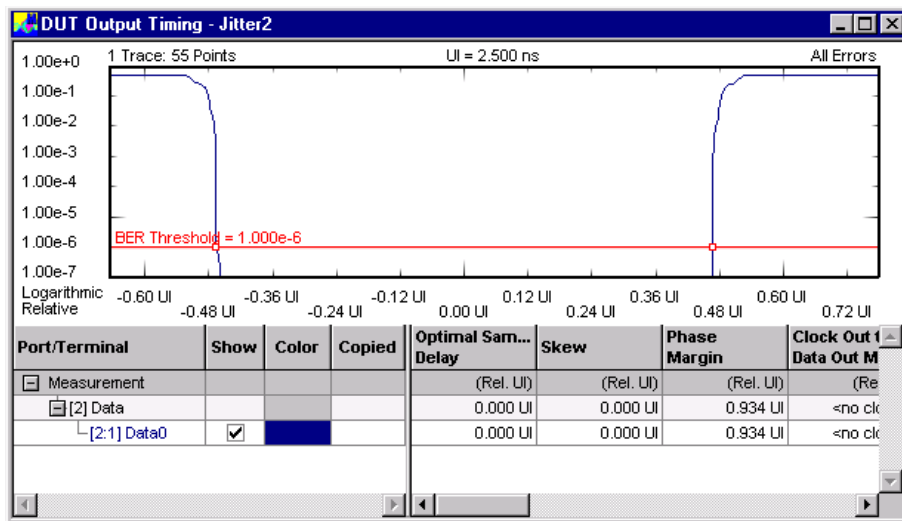 DUT Output Timing - Jitter2
1 Trace: 55 Points UI = 2.500 ns All Errors
1.00e+0
1.00e-1
1.00e-2
1.00e-3
1.00e-4
1.00e-5
1.00e-6
1.00e-7
BER Threshold = 1.000e-6
Logarithmic
Relative
-0.60 UI -0.36 UI -0.12 UI 0.12 UI 0.36 UI 0.60 UI
-0.48 UI -0.24 UI 0.00 UI 0.24 UI 0.48 UI 0.72 UI
Port/Terminal Show Color Copied Optimal Sam... Delay Skew Phase Margin Clock Out t Data Out M
Measurement (Rel. UI) (Rel. UI) (Rel. UI) (Re
[2] Data 0.000 UI 0.000 UI 0.934 UI <no clo
[2:1] Data0 0.000 UI 0.000 UI 0.934 UI <no clo